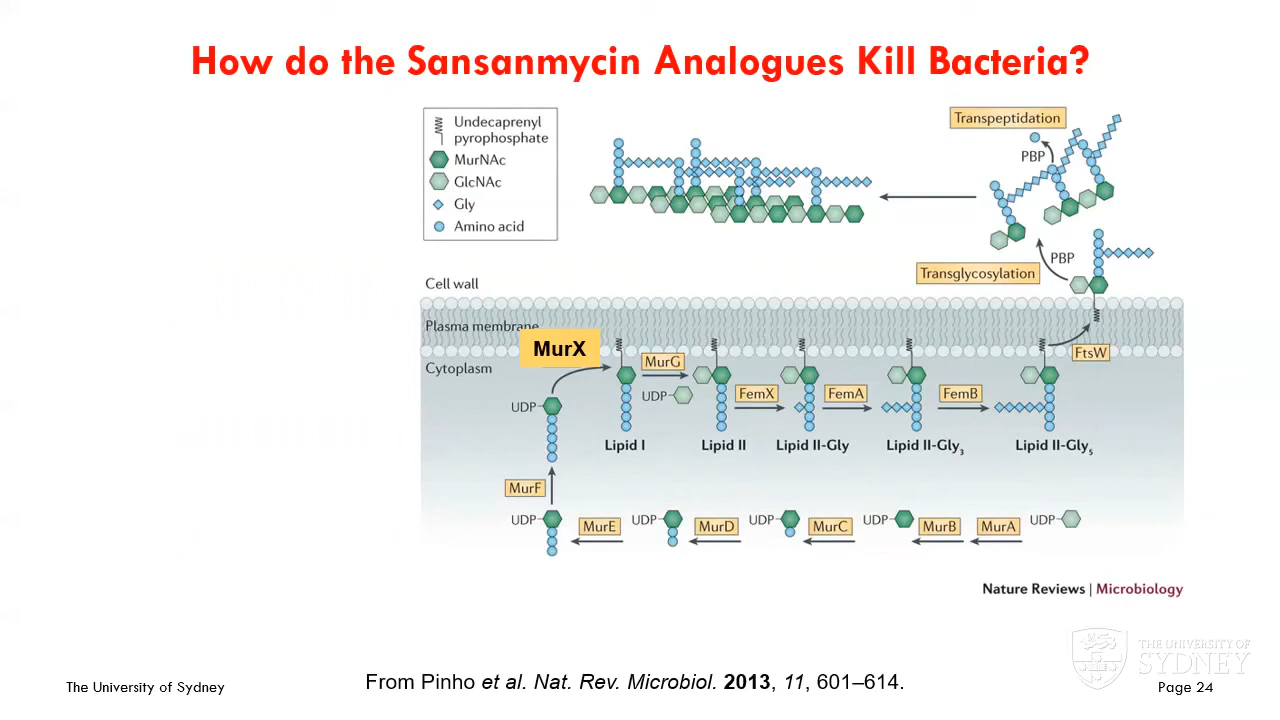 How do the Sansanmycin Analogues Kill Bacteria?
Undecaprenyl
pyrophosphate
MurNAc
GlcNAc
Gly
Amino acid
Transpeptidation
PBP
PBP
Transglycosylation
Cell wall
Plasma membrane
Cytoplasm
MurX
FtsW
MurG
UDP
UDP
FemX
FemA
FemB
Lipid I
Lipid II
Lipid II-Gly
Lipid II-Gly3
Lipid II-Gly5
MurF
UDP
MurE
UDP
MurD
UDP
MurC
UDP
MurB
MurA
UDP
Nature Reviews | Microbiology
THE UNIVERSITY OF
SYDNEY
The University of Sydney
From Pinho et al. Nat. Rev. Microbiol. 2013, 11, 601–614.
Page 24